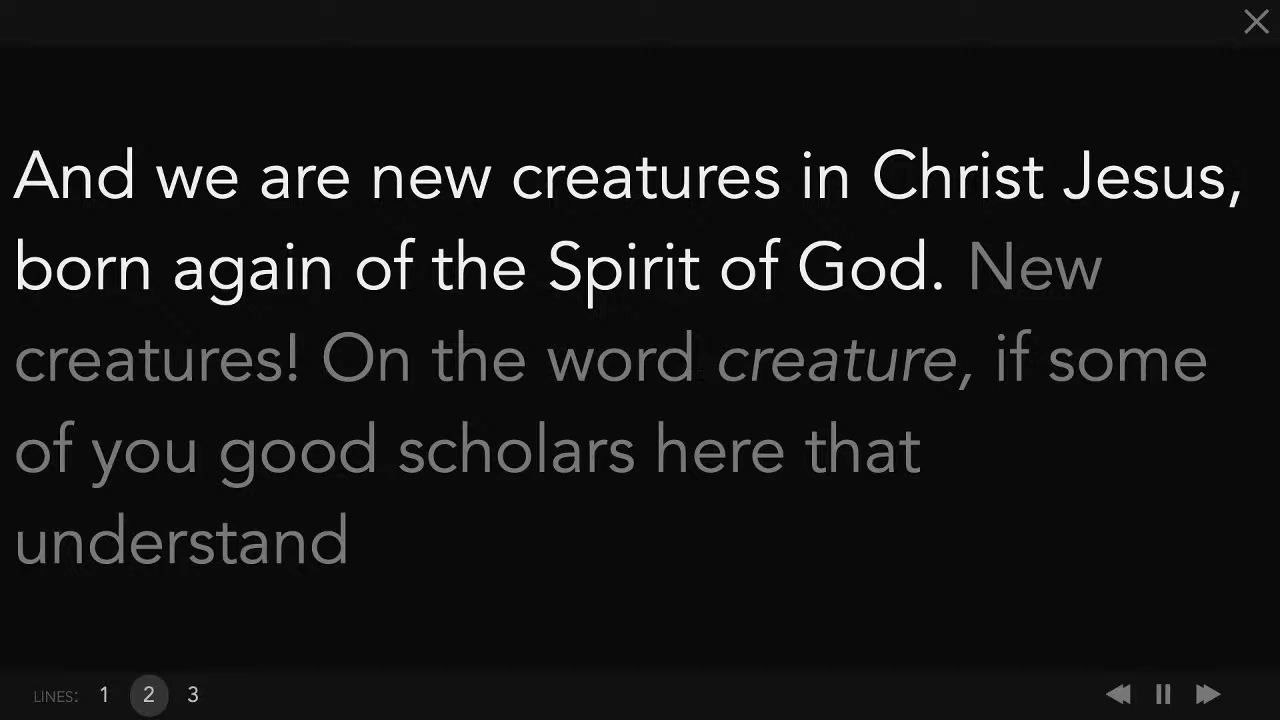 And we are new creatures in Christ Jesus,
born again of the Spirit of God. New
creatures! On the word creature, if some
of you good scholars here that
understand
LINES: 1 2 3